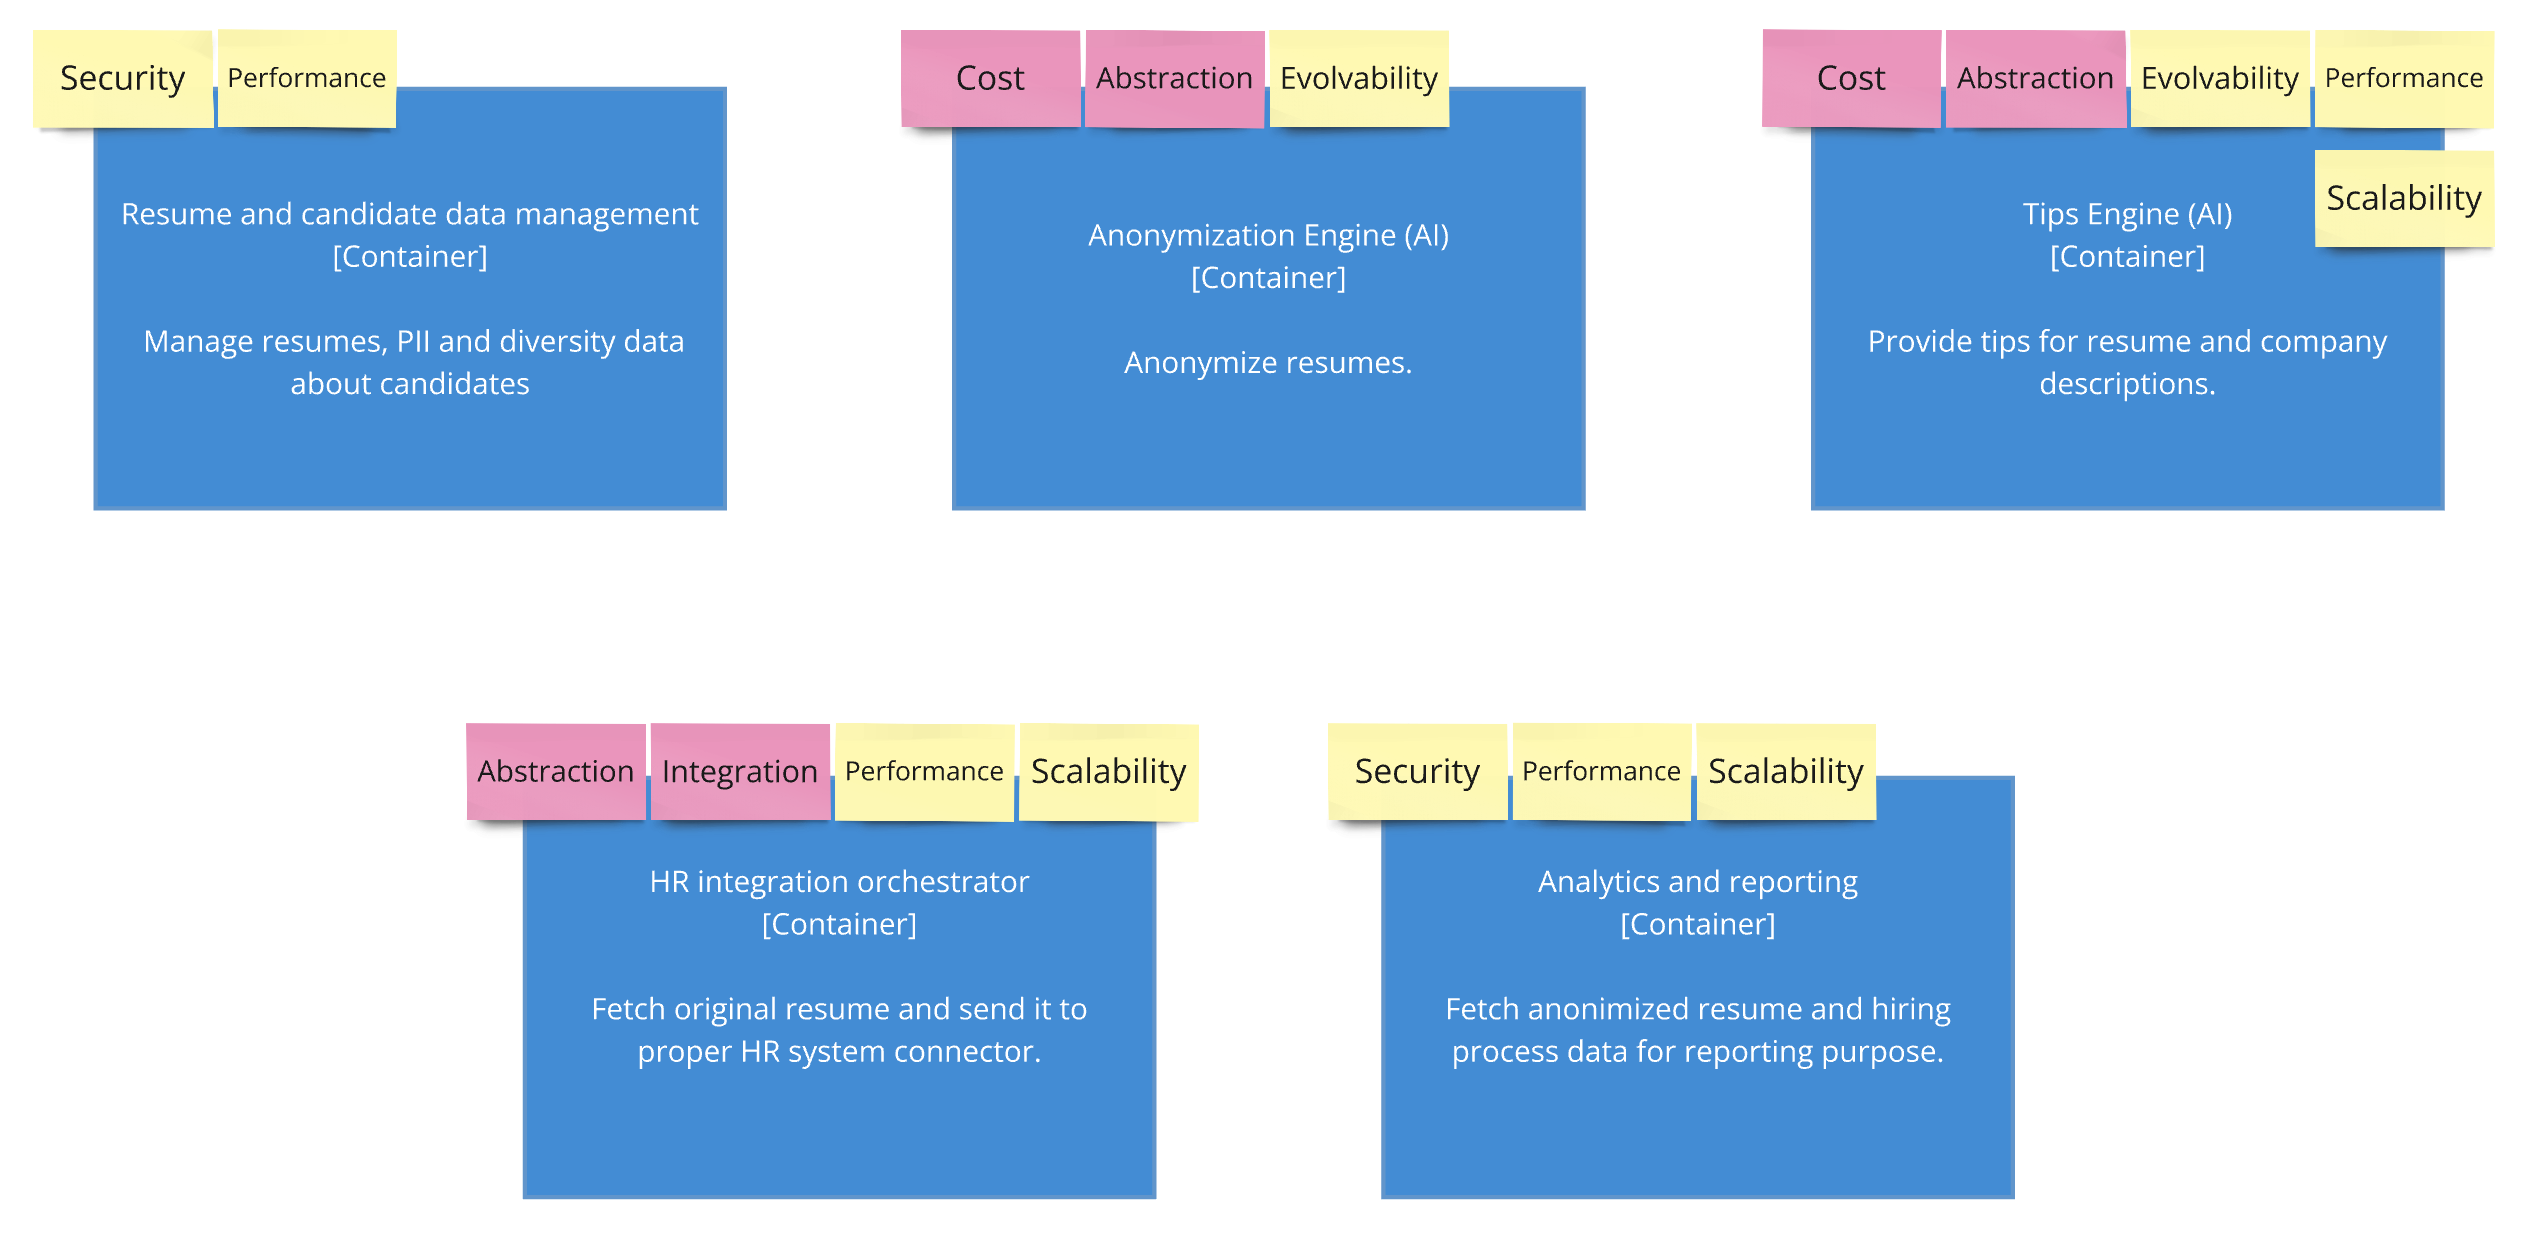 Security
Performance
Resume and candidate data management
[Container]
Manage resumes, PII and diversity data
about candidates
Cost
Abstraction
Evolvability
Anonymization Engine (AI)
[Container]
Anonymize resumes.
Cost
Abstraction
Evolvability
Performance
Scalability
Tips Engine (AI)
[Container]
Provide tips for resume and company
descriptions.
Abstraction
Integration
Performance
Scalability
HR integration orchestrator
[Container]
Fetch original resume and send it to
proper HR system connector.
Security
Performance
Scalability
Analytics and reporting
[Container]
Fetch anonimized resume and hiring
process data for reporting purpose.